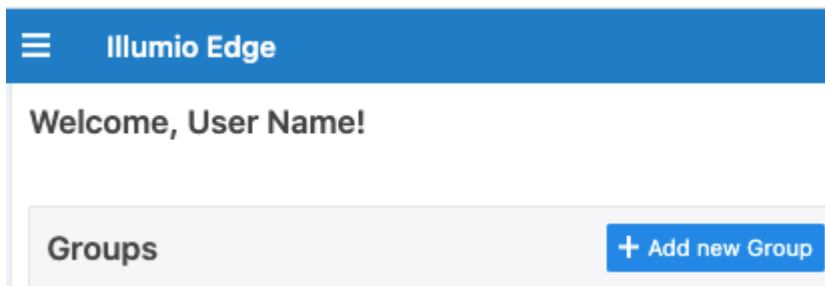 Illumio Edge
Welcome, User Name!
Groups
+ Add new Group